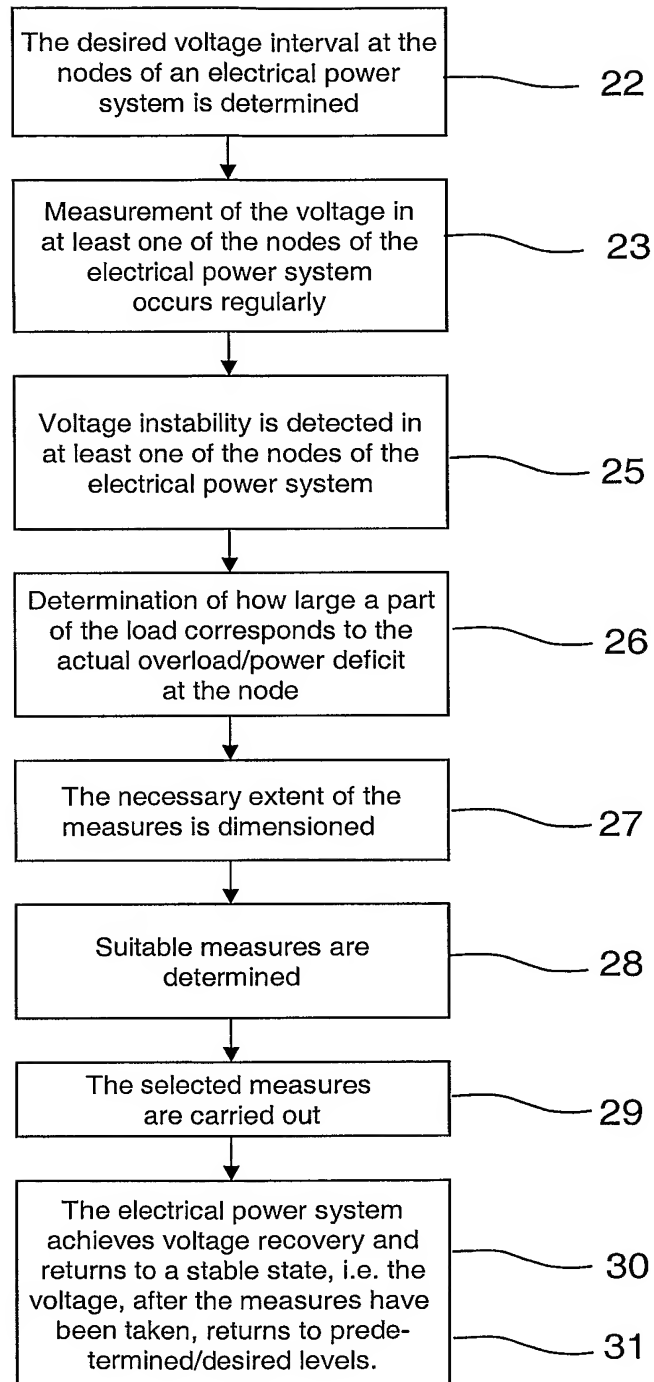 The desired voltage interval at the
nodes of an electrical power
system is determined
22
Measurement of the voltage in
at least one of the nodes of the
electrical power system
occurs regularly
23
Voltage instability is detected in
at least one of the nodes of the
electrical power system
25
Determination of how large a part
of the load corresponds to the
actual overload/power deficit
at the node
26
The necessary extent of the
measures is dimensioned
27
Suitable measures are
determined
28
The selected measures
are carried out
29
The electrical power system
achieves voltage recovery and
returns to a stable state, i.e. the
voltage, after the measures have
been taken, returns to prede-
termined/desired levels.
30
31